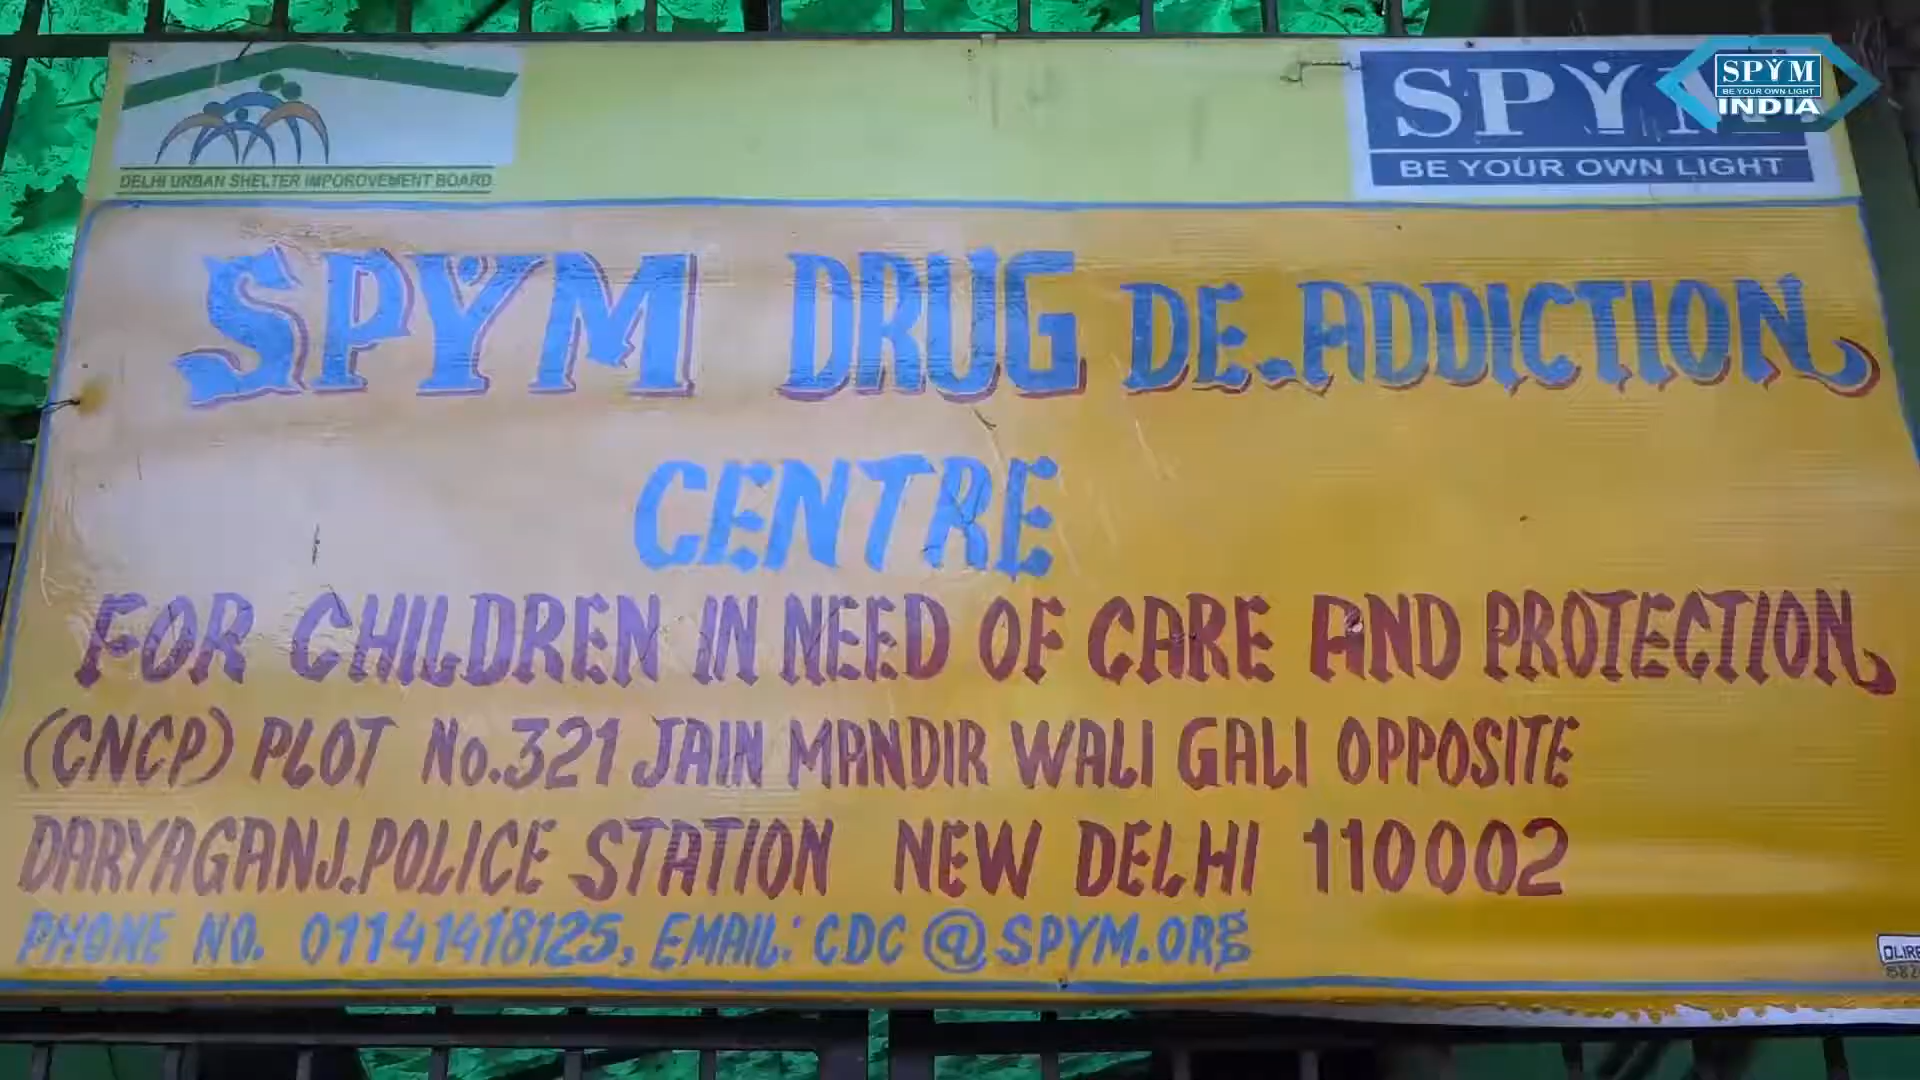 DELHI URBAN SHELTER IMPOROVEMENT BOARD
BE YOUR OWN LIGHT
SPYM
BE YOUR OWN LIGHT
INDIA
SPYM DRUG DE-ADDICTION
CENTRE
FOR CHILDREN IN NEED OF CARE AND PROTECTION
(CNCP) PLOT No.321 JAIN MANDIR WALI GALI OPPOSITE
DARYAGANJ.POLICE STATION NEW DELHI 110002
PHONE NO. 01141418125, EMAIL: CDC @SPYM.ORG